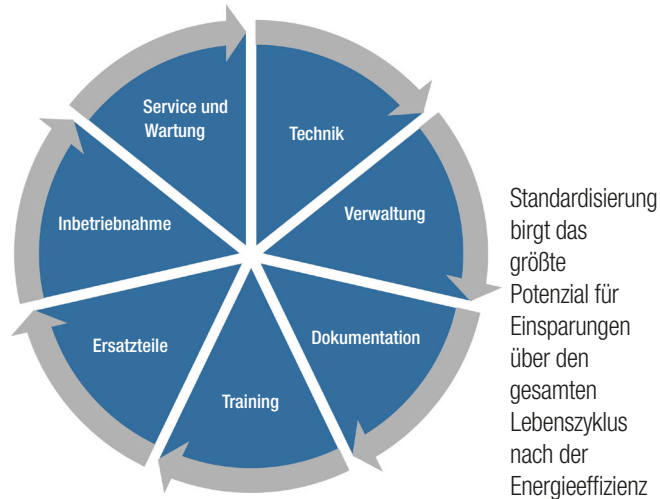 Service und
Wartung
Technik
Verwaltung
Dokumentation
Training
Ersatzteile
Inbetriebnahme
Standardisierung
birgt das
größte
Potenzial für
Einsparungen
über den
gesamten
Lebenszyklus
nach der
Energieeffizienz